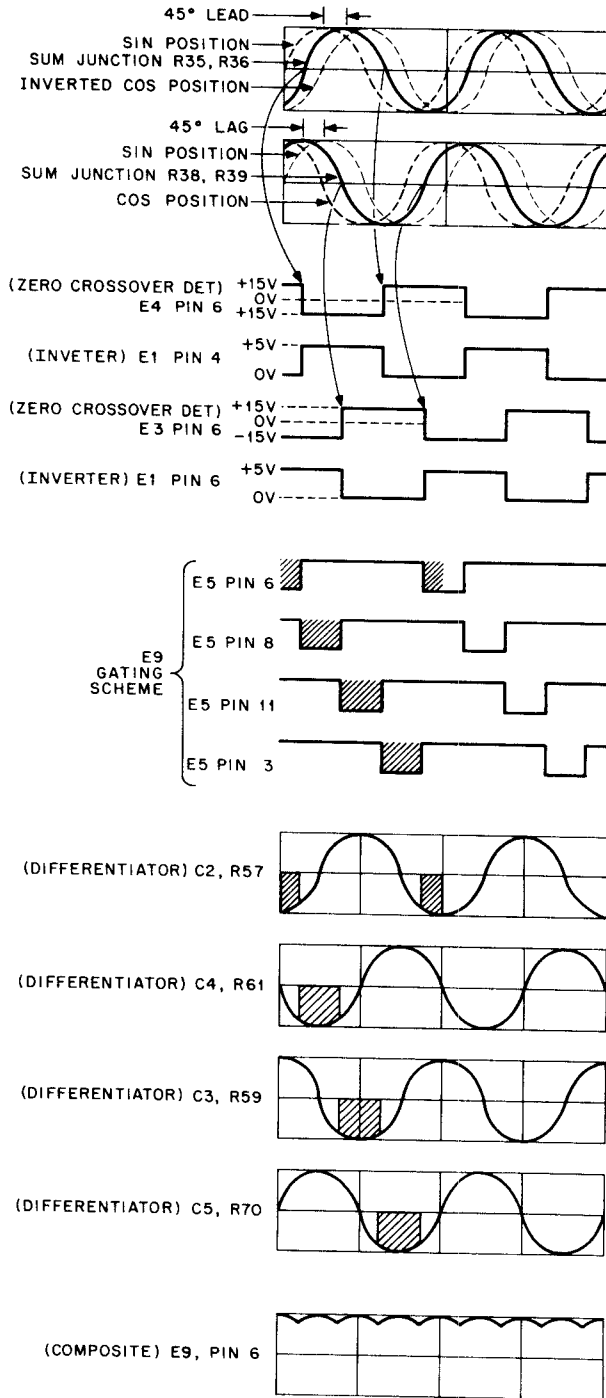 45° LEAD
SIN POSITION
SUM JUNCTION R35, R36
INVERTED COS POSITION
45° LAG
SIN POSITION
SUM JUNCTION R38, R39
COS POSITION
(ZERO CROSSOVER DET) +15V
0V
E4 PIN 6 +15V
+5V
(INVETER) E1 PIN 4
0V
(ZERO CROSSOVER DET) +15V
0V
E3 PIN 6 -15V
+5V
(INVERTER) E1 PIN 6
0V
E5 PIN 6
E5 PIN 8
E9
GATING
SCHEME
E5 PIN 11
E5 PIN 3
(DIFFERENTIATOR) C2, R57
(DIFFERENTIATOR) C4, R61
(DIFFERENTIATOR) C3, R59
(DIFFERENTIATOR) C5, R70
(COMPOSITE) E9, PIN 6